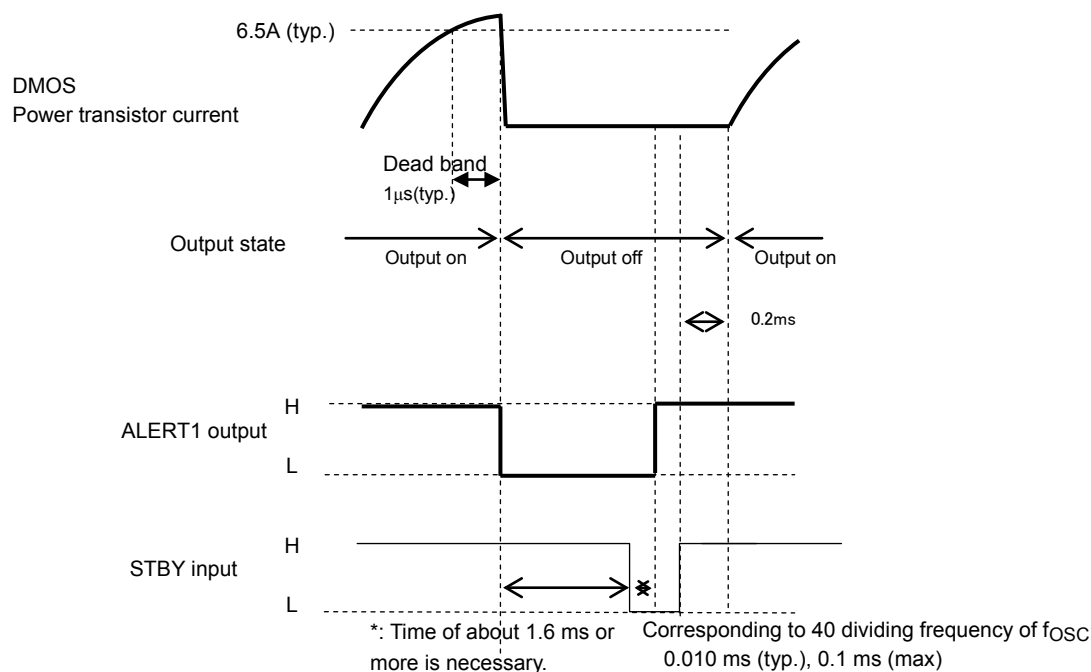 6.5A (typ.)
DMOS
Power transistor current
Dead band
1μs(typ.)
Output state
Output on
Output off
Output on
0.2ms
H
ALERT1 output
L
H
STBY input
L
*: Time of about 1.6 ms or
more is necessary.
Corresponding to 40 dividing frequency of fOSC
0.010 ms (typ.), 0.1 ms (max)